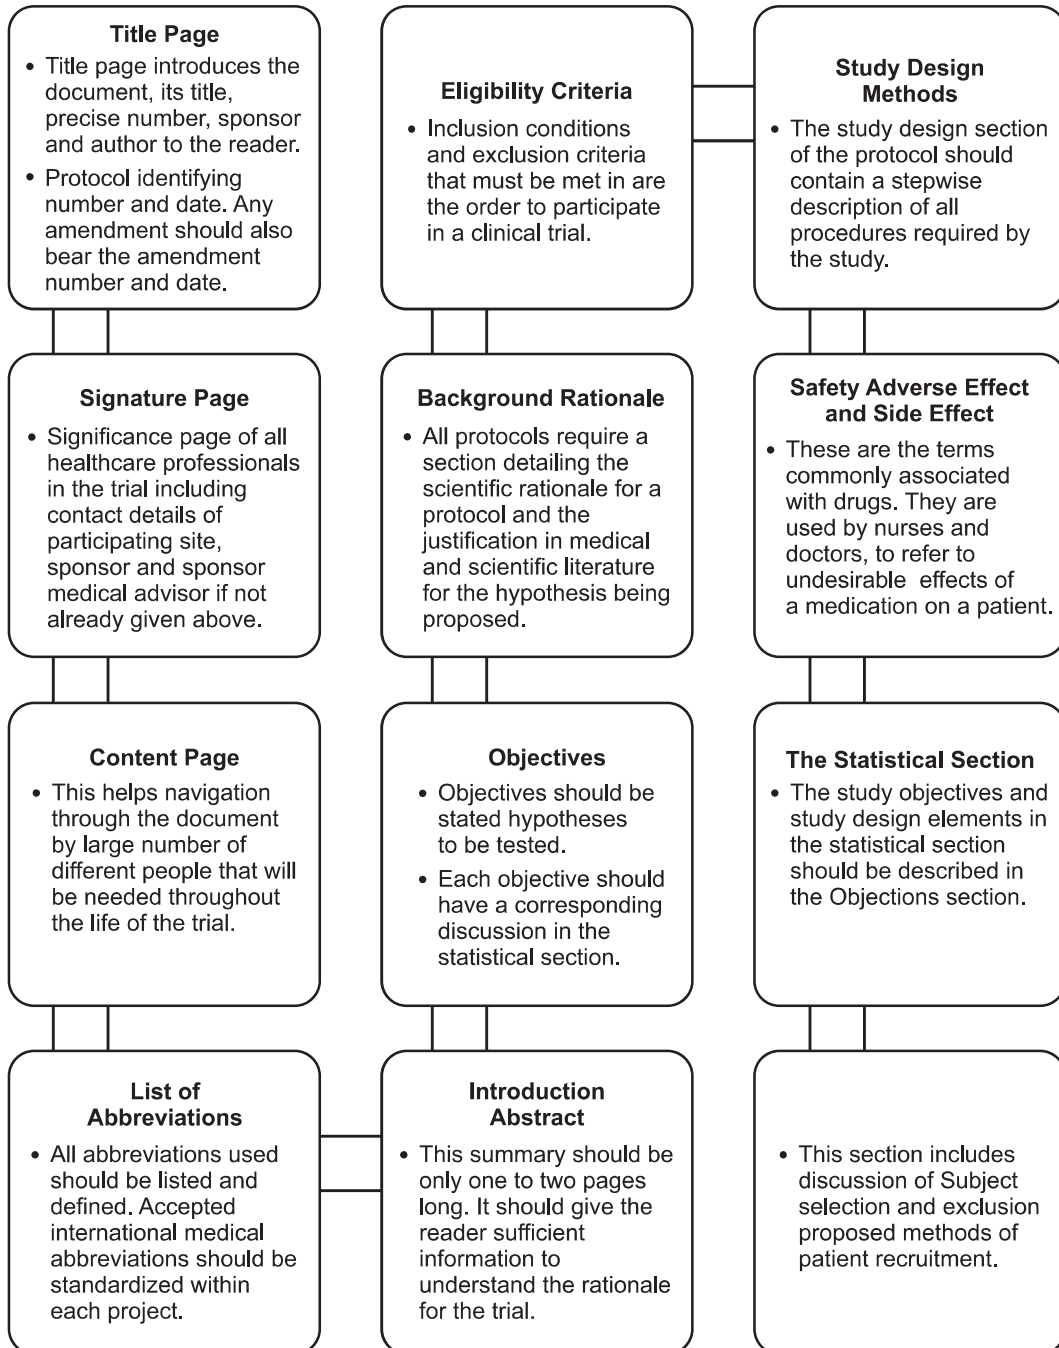 Title Page
• Title page introduces the
document, its title,
precise number, sponsor
and author to the reader.
• Protocol identifying
number and date. Any
amendment should also
bear the amendment
number and date.
Signature Page
• Significance page of all
healthcare professionals
in the trial including
contact details of
participating site,
sponsor and sponsor
medical advisor if not
already given above.
Content Page
• This helps navigation
through the document
by large number of
different people that will
be needed throughout
the life of the trial.
List of
Abbreviations
• All abbreviations used
should be listed and
defined. Accepted
international medical
abbreviations should be
standardized within
each project.
Introduction
Abstract
• This summary should be
only one to two pages
long. It should give the
reader sufficient
information to
understand the rationale
for the trial.
Objectives
• Objectives should be
stated hypotheses
to be tested.
• Each objective should
have a corresponding
discussion in the
statistical section.
Background Rationale
• All protocols require a
section detailing the
scientific rationale for a
protocol and the
justification in medical
and scientific literature
for the hypothesis being
proposed.
Eligibility Criteria
• Inclusion conditions
and exclusion criteria
that must be met in are
the order to participate
in a clinical trial.
Study Design
Methods
• The study design section
of the protocol should
contain a stepwise
description of all
procedures required by
the study.
Safety Adverse Effect
and Side Effect
• These are the terms
commonly associated
with drugs. They are
used by nurses and
doctors, to refer to
undesirable effects of
a medication on a patient.
The Statistical Section
• The study objectives and
study design elements in
the statistical section
should be described in
the Objections section.
• This section includes
discussion of Subject
selection and exclusion
proposed methods of
patient recruitment.